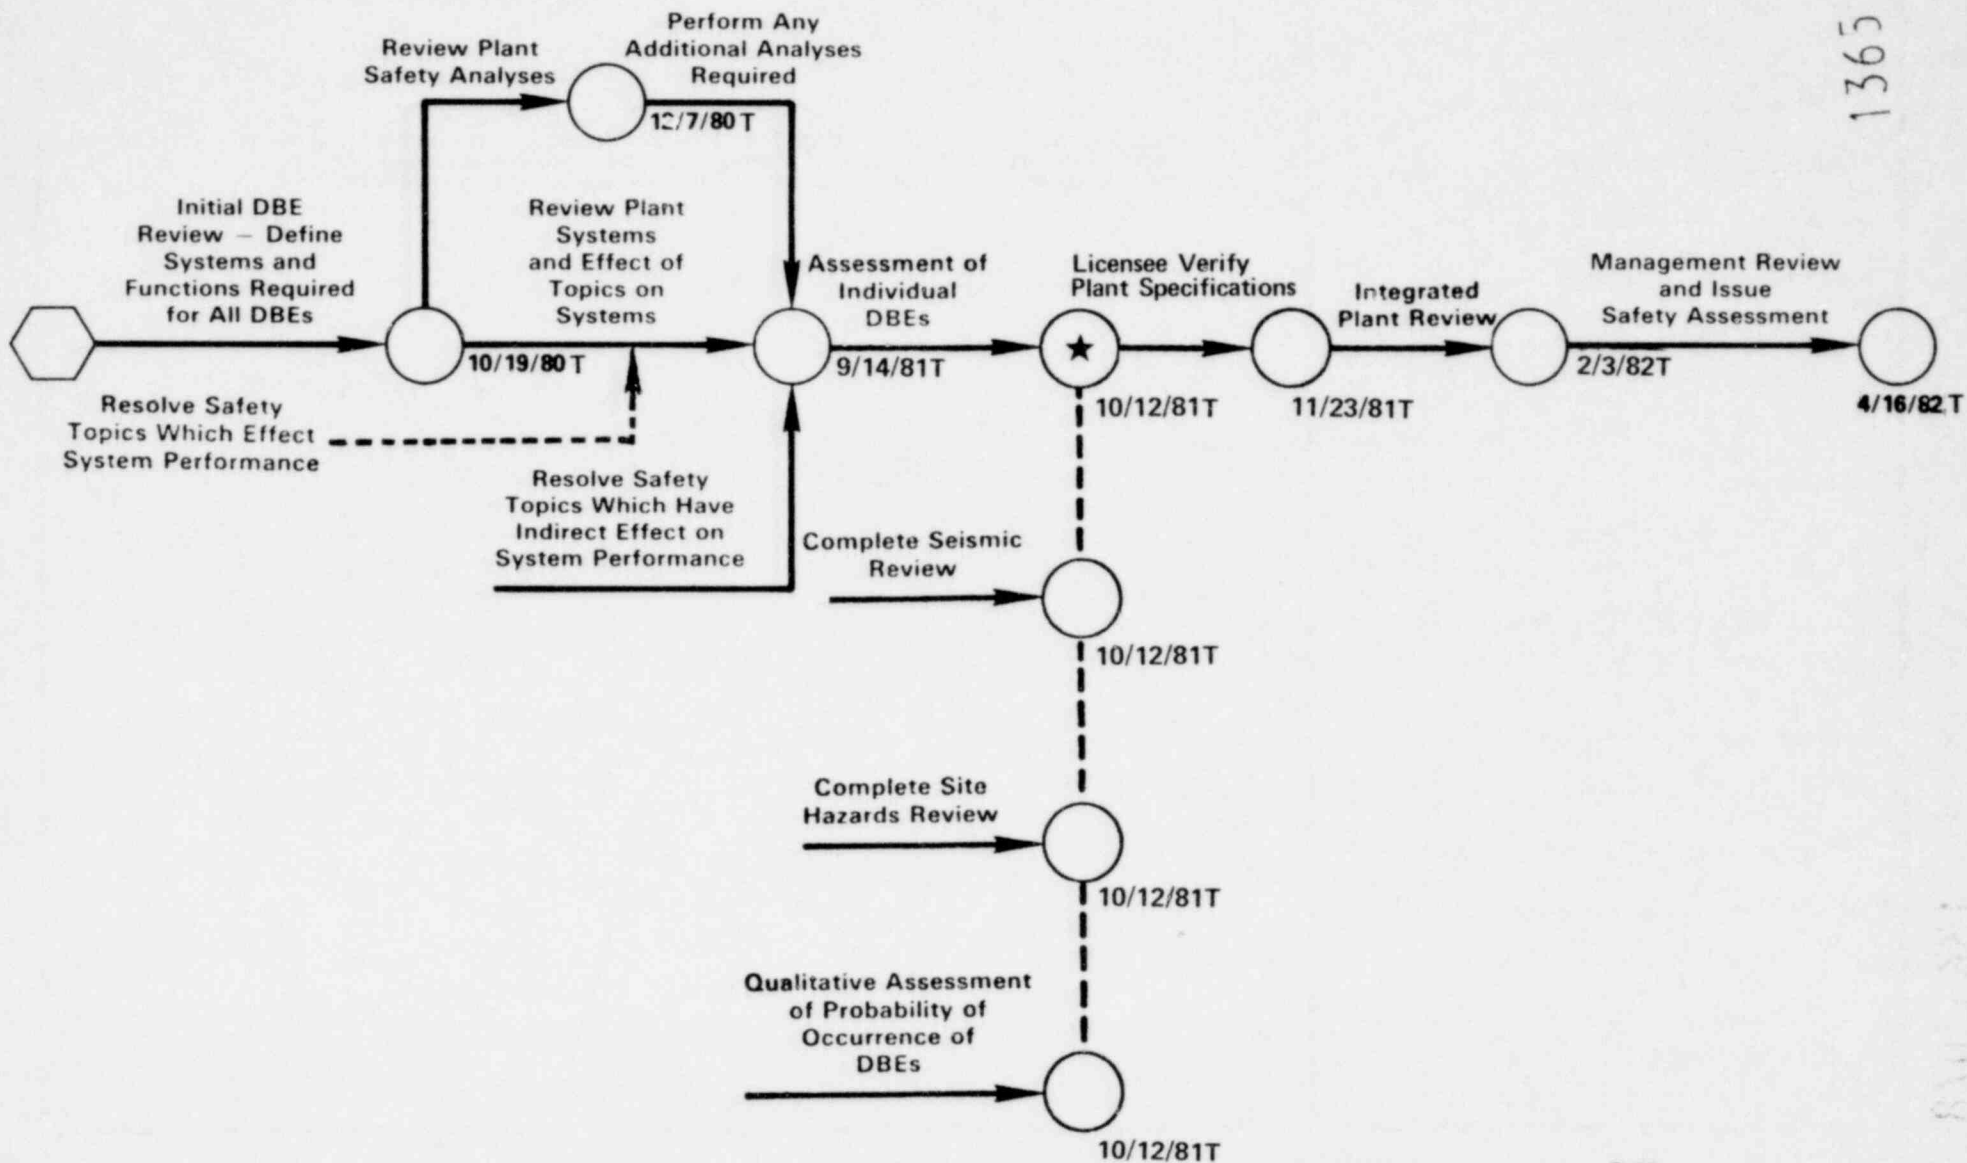 1365
Perform Any
Additional Analyses
Required
Review Plant
Safety Analyses
12/7/80 T
Initial DBE
Review – Define
Systems and
Functions Required
for All DBEs
Review Plant
Systems
and Effect of
Topics on
Systems
10/19/80 T
Assessment of
Individual
DBEs
9/14/81T
Licensee Verify
Plant Specifications
10/12/81T
Integrated
Plant Review
11/23/81T
Management Review
and Issue
Safety Assessment
2/3/82T
4/16/82 T
Resolve Safety
Topics Which Effect
System Performance
Resolve Safety
Topics Which Have
Indirect Effect on
System Performance
Complete Seismic
Review
10/12/81T
Complete Site
Hazards Review
10/12/81T
Qualitative Assessment
of Probability of
Occurrence of
DBEs
10/12/81T